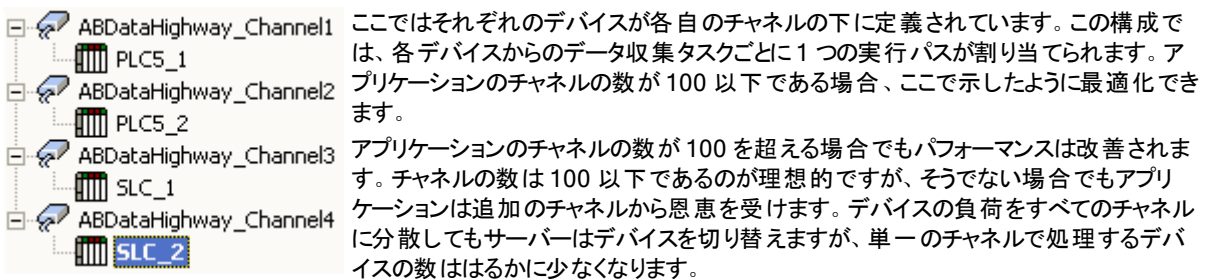 ABDataHighway_Channel1
PLC5_1
ABDataHighway_Channel2
PLC5_2
ABDataHighway_Channel3
SLC_1
ABDataHighway_Channel4
SLC_2
ここではそれぞれのデバイスが各自のチャネルの下に定義されています。この構成で
は、各デバイスからのデータ収集タスクごとに 1 つの実行パスが割り当てられます。ア
プリケーションのチャネルの数が 100 以下である場合、ここで示したように最適化でき
ます。
アプリケーションのチャネルの数が 100 を超える場合でもパフォーマンスは改善されま
す。チャネルの数は 100 以下であるのが理想的ですが、そうでない場合でもアプリ
ケーションは追加のチャネルから恩恵を受けます。デバイスの負荷をすべてのチャネル
に分散してもサーバーはデバイスを切り替えますが、単一のチャネルで処理するデバ
イスの数ははるかに少なくなります。